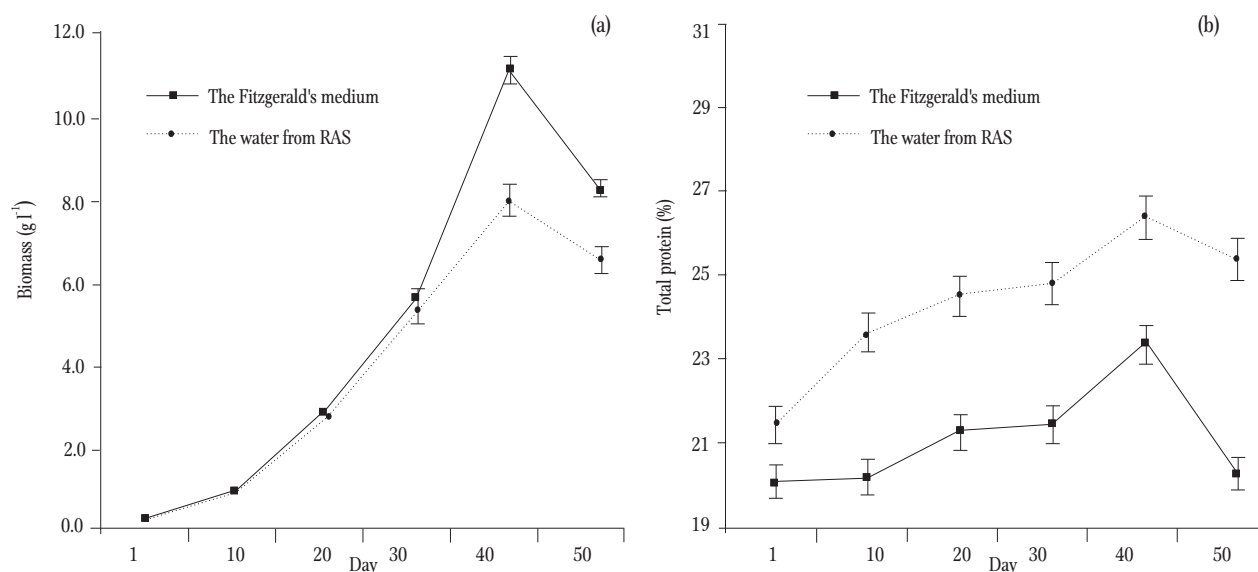 (a)
12.0
10.0
8.0
6.0
4.0
2.0
0.0
Biomass (g l⁻¹)
The Fitzgerald's medium
The water from RAS
1 10 20 30 40 50
Day
(b)
31
29
27
25
23
21
19
Total protein (%)
The Fitzgerald's medium
The water from RAS
1 10 20 30 40 50
Day